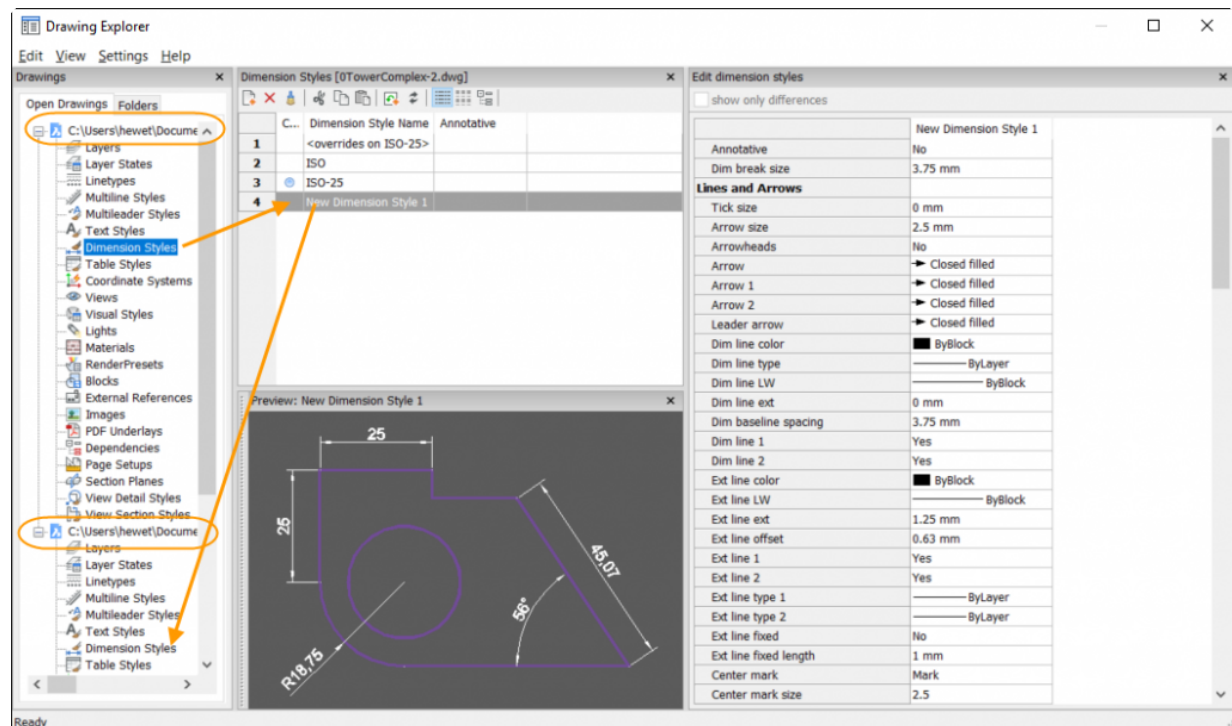 Drawing Explorer
Edit View Settings Help
Drawings
Open Drawings Folders
C:\Users\hewet\Docume
Layers
Layer States
Linetypes
Multiline Styles
Multileader Styles
Text Styles
Dimension Styles
Table Styles
Coordinate Systems
Views
Visual Styles
Lights
Materials
RenderPresets
Blocks
External References
Images
PDF Underlays
Dependencies
Page Setups
Section Planes
View Detail Styles
View Section Styles
C:\Users\hewet\Docume
Layers
Layer States
Linetypes
Multiline Styles
Multileader Styles
Text Styles
Dimension Styles
Table Styles
Dimension Styles [0TowerComplex-2.dwg]
C... Dimension Style Name Annotative
1 <overrides on ISO-25>
2 ISO
3 ISO-25
4 New Dimension Style 1
Preview: New Dimension Style 1
25
25
45,07
56°
R18,75
Edit dimension styles
show only differences
New Dimension Style 1
Annotative No
Dim break size 3.75 mm
Lines and Arrows
Tick size 0 mm
Arrow size 2.5 mm
Arrowheads No
Arrow Closed filled
Arrow 1 Closed filled
Arrow 2 Closed filled
Leader arrow Closed filled
Dim line color ByBlock
Dim line type ByLayer
Dim line LW ByBlock
Dim line ext 0 mm
Dim baseline spacing 3.75 mm
Dim line 1 Yes
Dim line 2 Yes
Ext line color ByBlock
Ext line LW ByBlock
Ext line ext 1.25 mm
Ext line offset 0.63 mm
Ext line 1 Yes
Ext line 2 Yes
Ext line type 1 ByLayer
Ext line type 2 ByLayer
Ext line fixed No
Ext line fixed length 1 mm
Center mark Mark
Center mark size 2.5
Ready